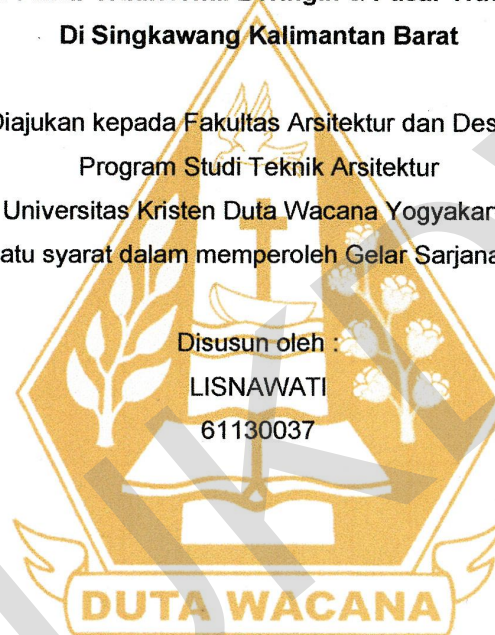 Di Singkawang Kalimantan Barat
Diajukan kepada Fakultas Arsitektur dan Des
Program Studi Teknik Arsitektur
Universitas Kristen Duta Wacana Yogyakar
atu syarat dalam memperoleh Gelar Sarjana
Disusun oleh :
LISNAWATI
61130037
DUTA WACANA